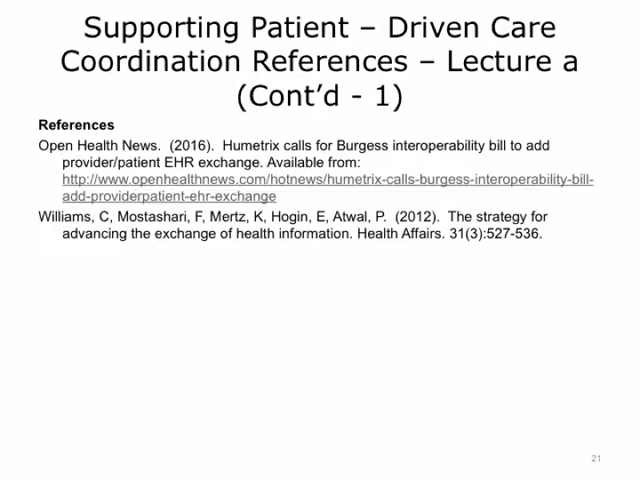 Supporting Patient – Driven Care
Coordination References – Lecture a
(Cont’d - 1)
References
Open Health News.  (2016).  Humetrix calls for Burgess interoperability bill to add
provider/patient EHR exchange. Available from:
http://www.openhealthnews.com/hotnews/humetrix-calls-burgess-interoperability-bill-
add-providerpatient-ehr-exchange
Williams, C, Mostashari, F, Mertz, K, Hogin, E, Atwal, P.  (2012).  The strategy for
advancing the exchange of health information. Health Affairs. 31(3):527-536.
21